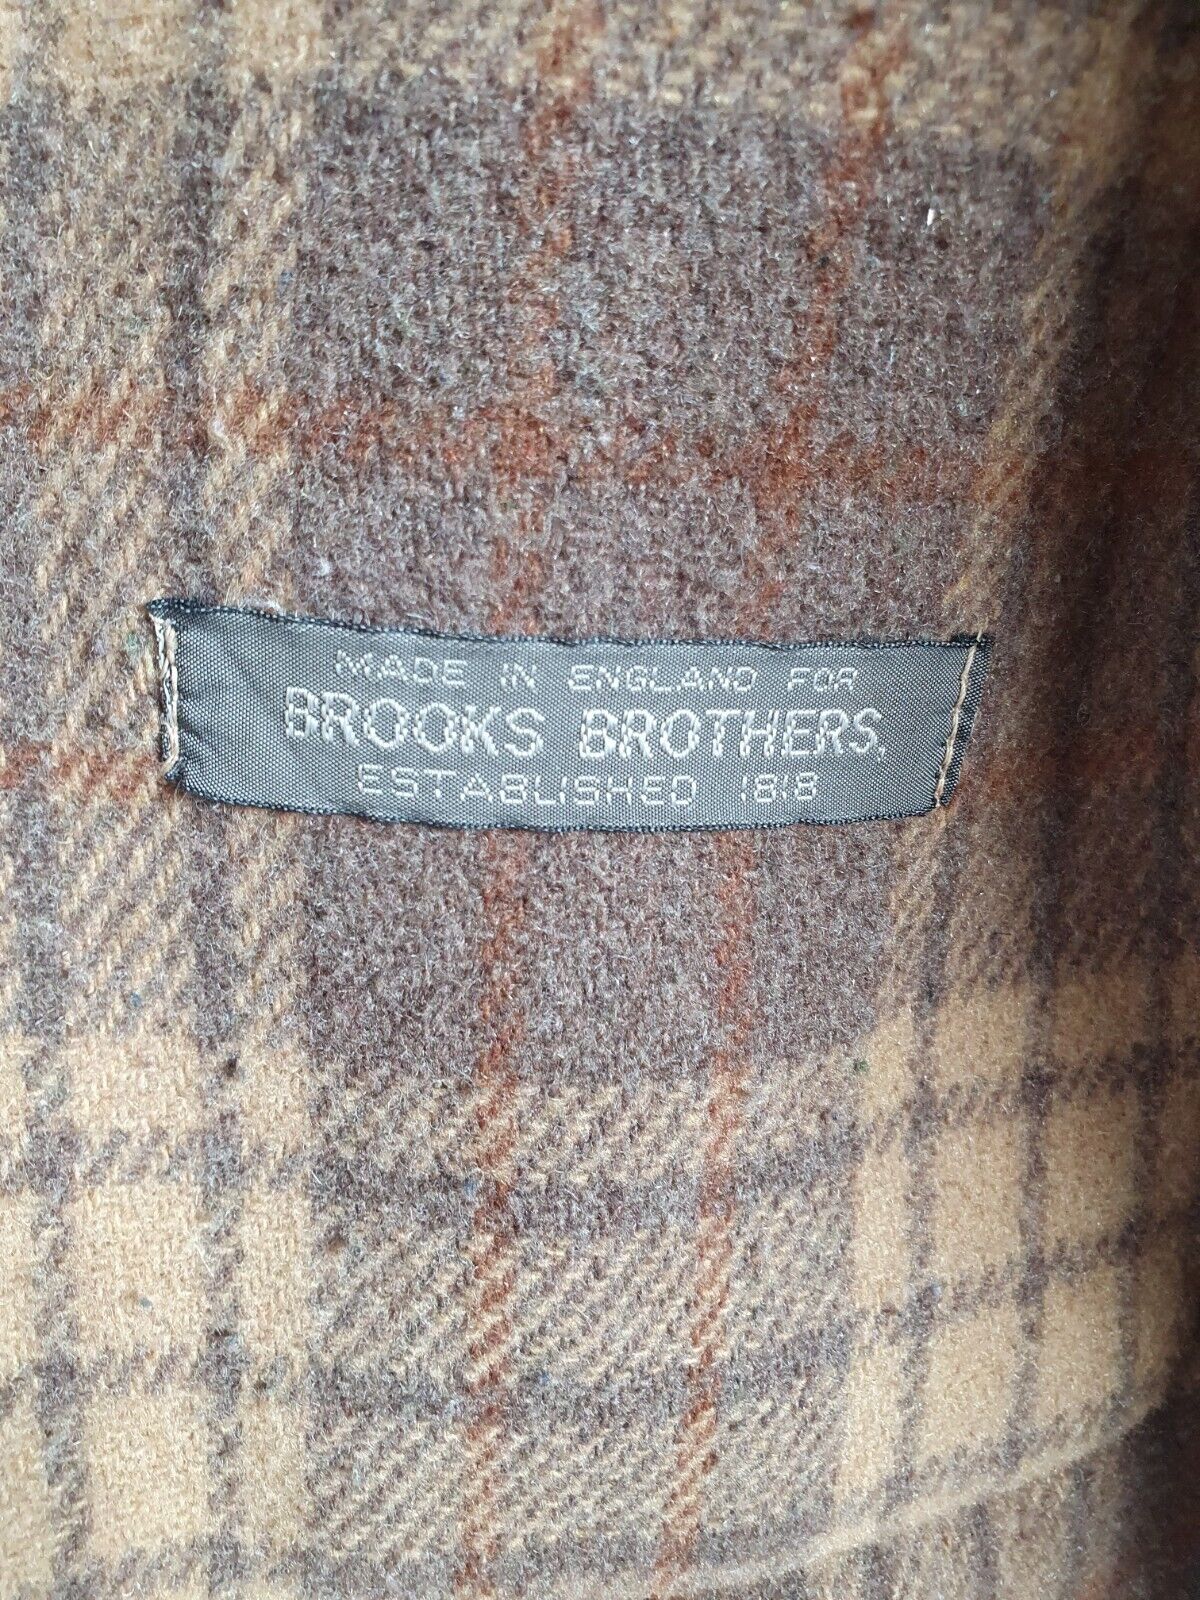 MADE IN ENGLAND FOR
BROOKS BROTHERS.
ESTABLISHED 1818